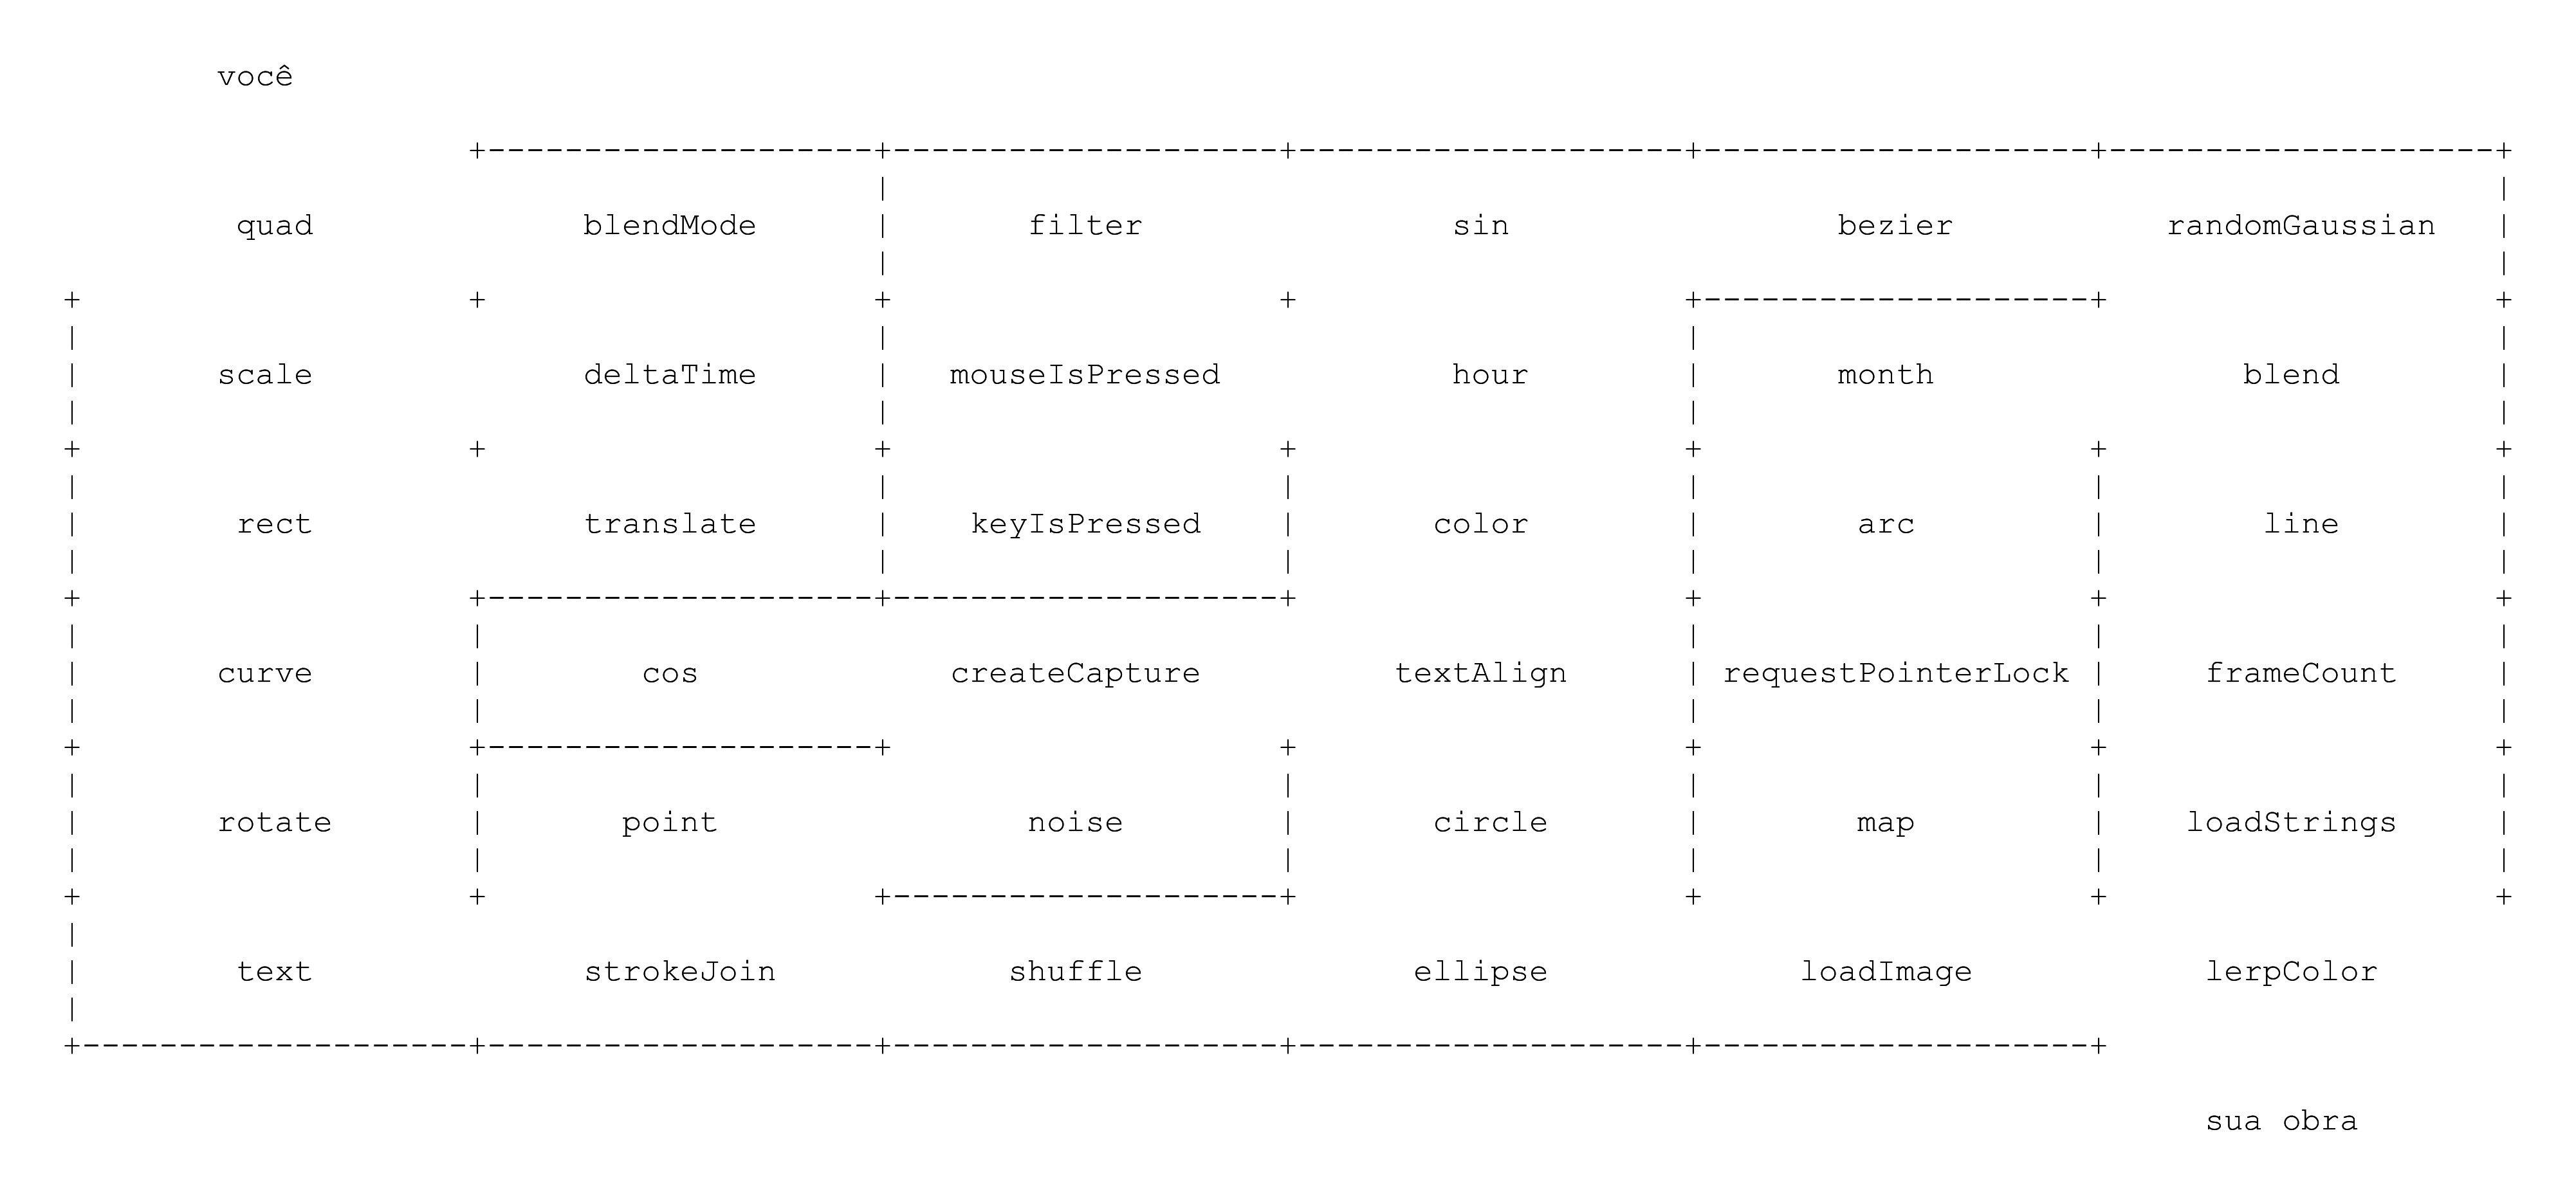 você
quad blendMode filter sin bezier randomGaussian
scale deltaTime mouseIsPressed hour month blend
rect translate keyIsPressed color arc line
curve cos createCapture textAlign requestPointerLock frameCount
rotate point noise circle map loadStrings
text strokeJoin shuffle ellipse loadImage lerpColor
sua obra